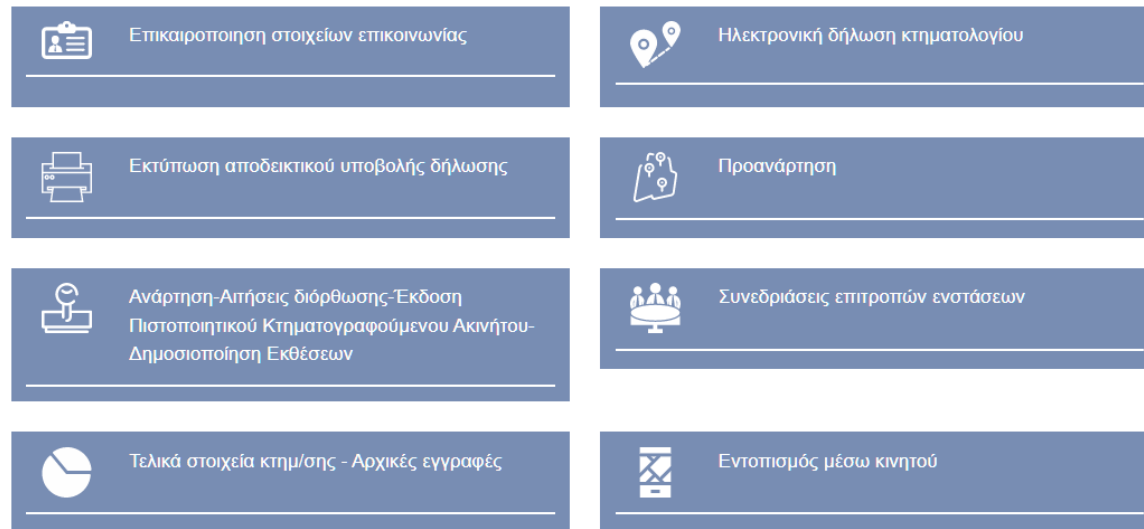 Επικαιροποιηση στοιχείων επικοινωνίας
Ηλεκτρονική δήλωση κτηματολογίου
Εκτύπωση αποδεικτικού υποβολής δήλωσης
Προανάρτηση
Ανάρτηση-Αιτήσεις διόρθωσης-Έκδοση
Πιστοποιητικού Κτηματογραφούμενου Ακινήτου-
Δημοσιοποίηση Εκθέσεων
Συνεδριάσεις επιτροπών ενστάσεων
Τελικά στοιχεία κτημ/σης - Αρχικές εγγραφές
Εντοπισμός μέσω κινητού